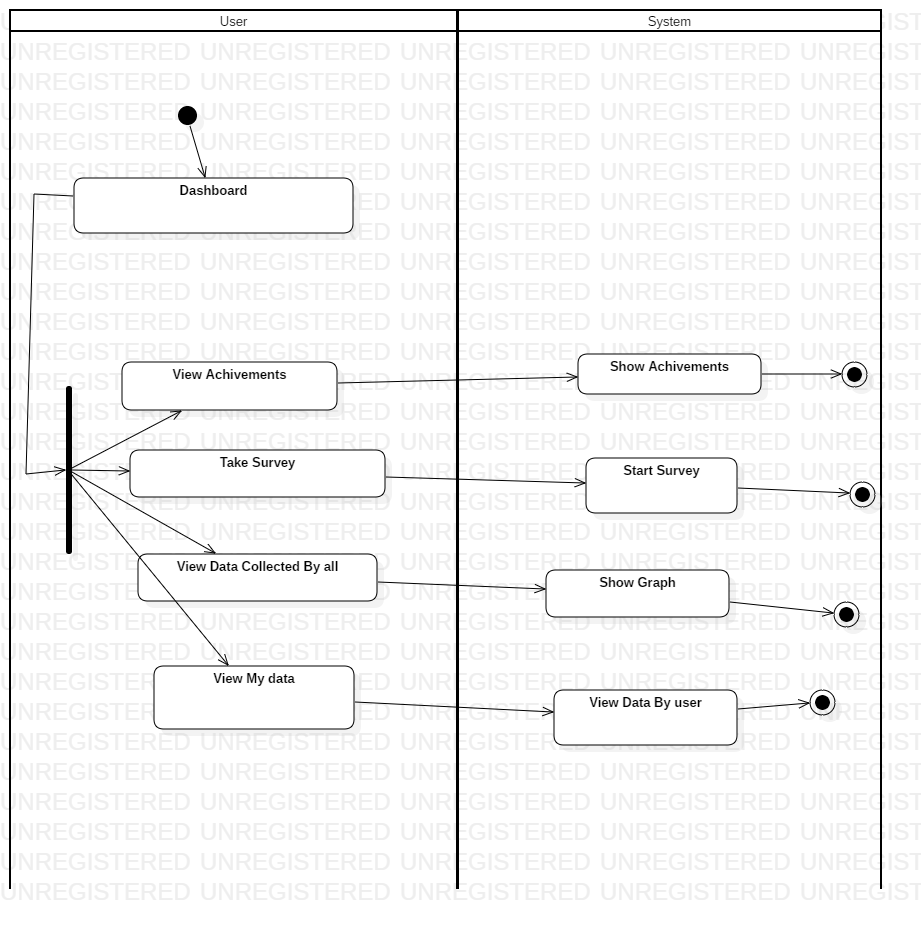 User
System
Dashboard
View Achivements
Show Achivements
Take Survey
Start Survey
View Data Collected By all
Show Graph
View My data
View Data By user
UNREGISTERED UNREGISTERED UNREGISTERED UNREGISTERED UNREGISTERED